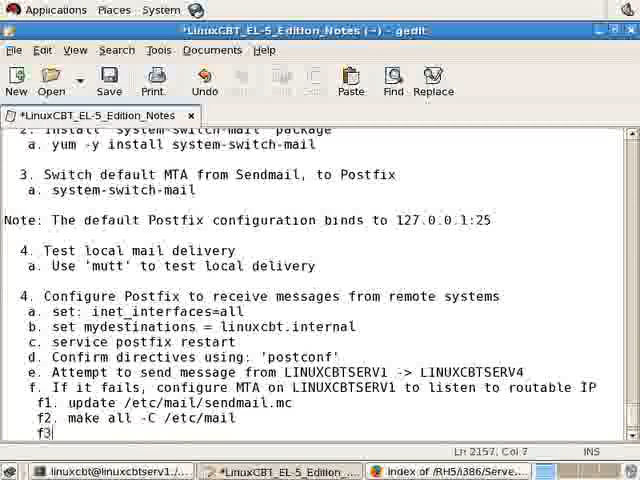 Applications Places System
*LinuxCBT_EL-5_Edition_Notes (~) - gedit
File Edit View Search Tools Documents Help
New Open Save Print. Undo Paste Find Replace
*LinuxCBT_EL-5_Edition_Notes ×
2. Install 'system-switch-mail' package
a. yum -y install system-switch-mail
3. Switch default MTA from Sendmail, to Postfix
a. system-switch-mail
Note: The default Postfix configuration binds to 127.0.0.1:25
4. Test local mail delivery
a. Use 'mutt' to test local delivery
4. Configure Postfix to receive messages from remote systems
a. set: inet_interfaces=all
b. set mydestinations = linuxcbt.internal
c. service postfix restart
d. Confirm directives using: 'postconf'
e. Attempt to send message from LINUXCBTSERV1 -> LINUXCBTSERV4
f. If it fails, configure MTA on LINUXCBTSERV1 to listen to routable IP
f1. update /etc/mail/sendmail.mc
f2. make all -C /etc/mail
f3
Ln 2157, Col 7 INS
linuxcbt@linuxcbtserv1:/... *LinuxCBT_EL-5_Edition_... Index of /RH5/i386/Serve...